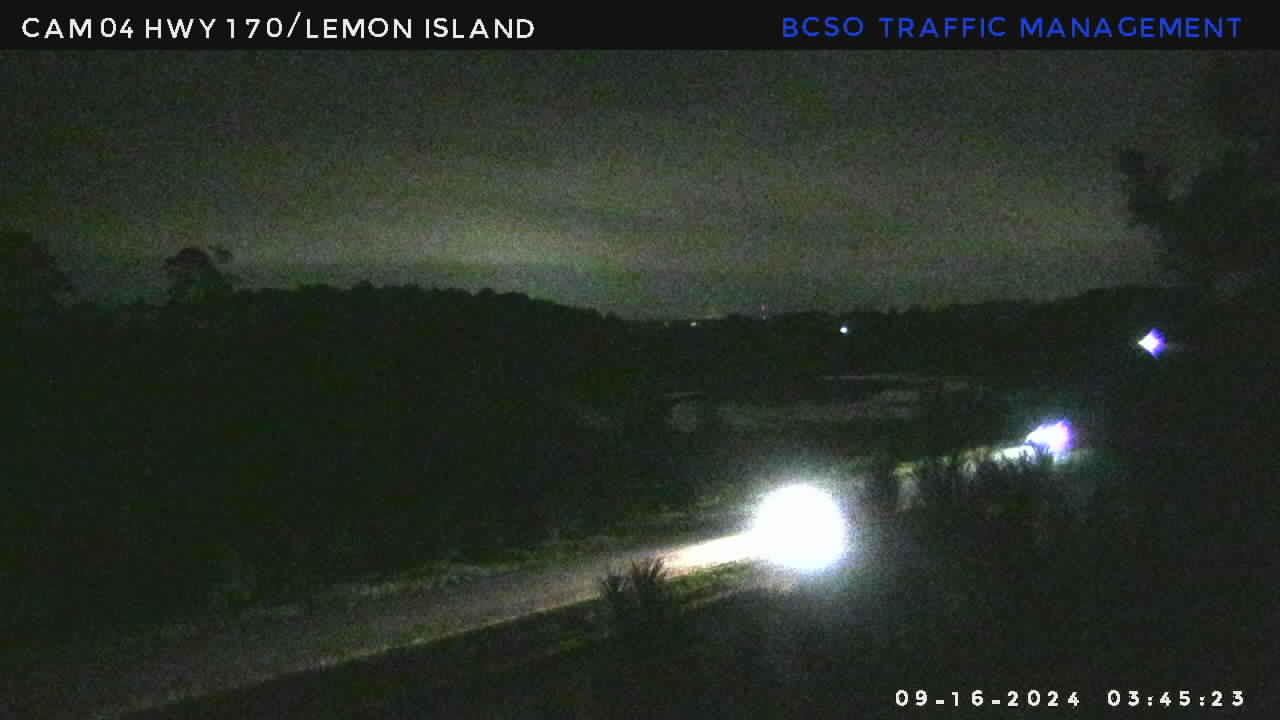 CAM04 HWY 170/LEMON ISLAND
BCSO TRAFFIC MANAGEMENT
09-16-2024 03:45:23